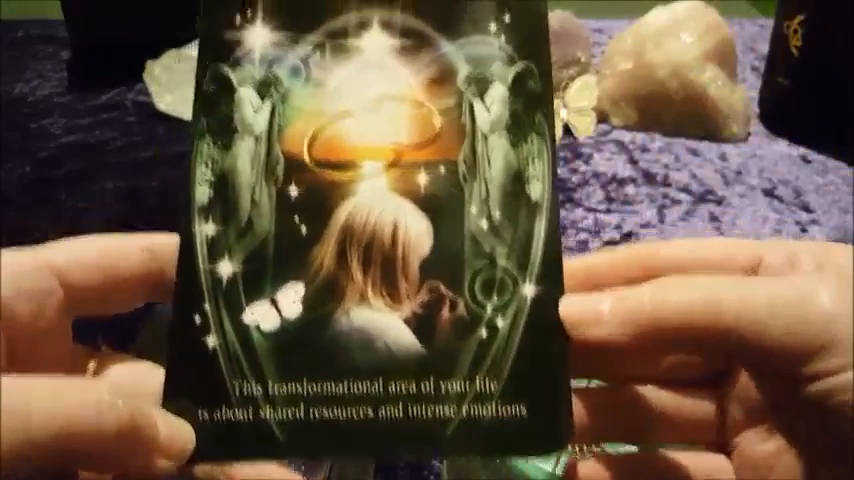 This transformational area of your life
is about shared resources and intense emotions